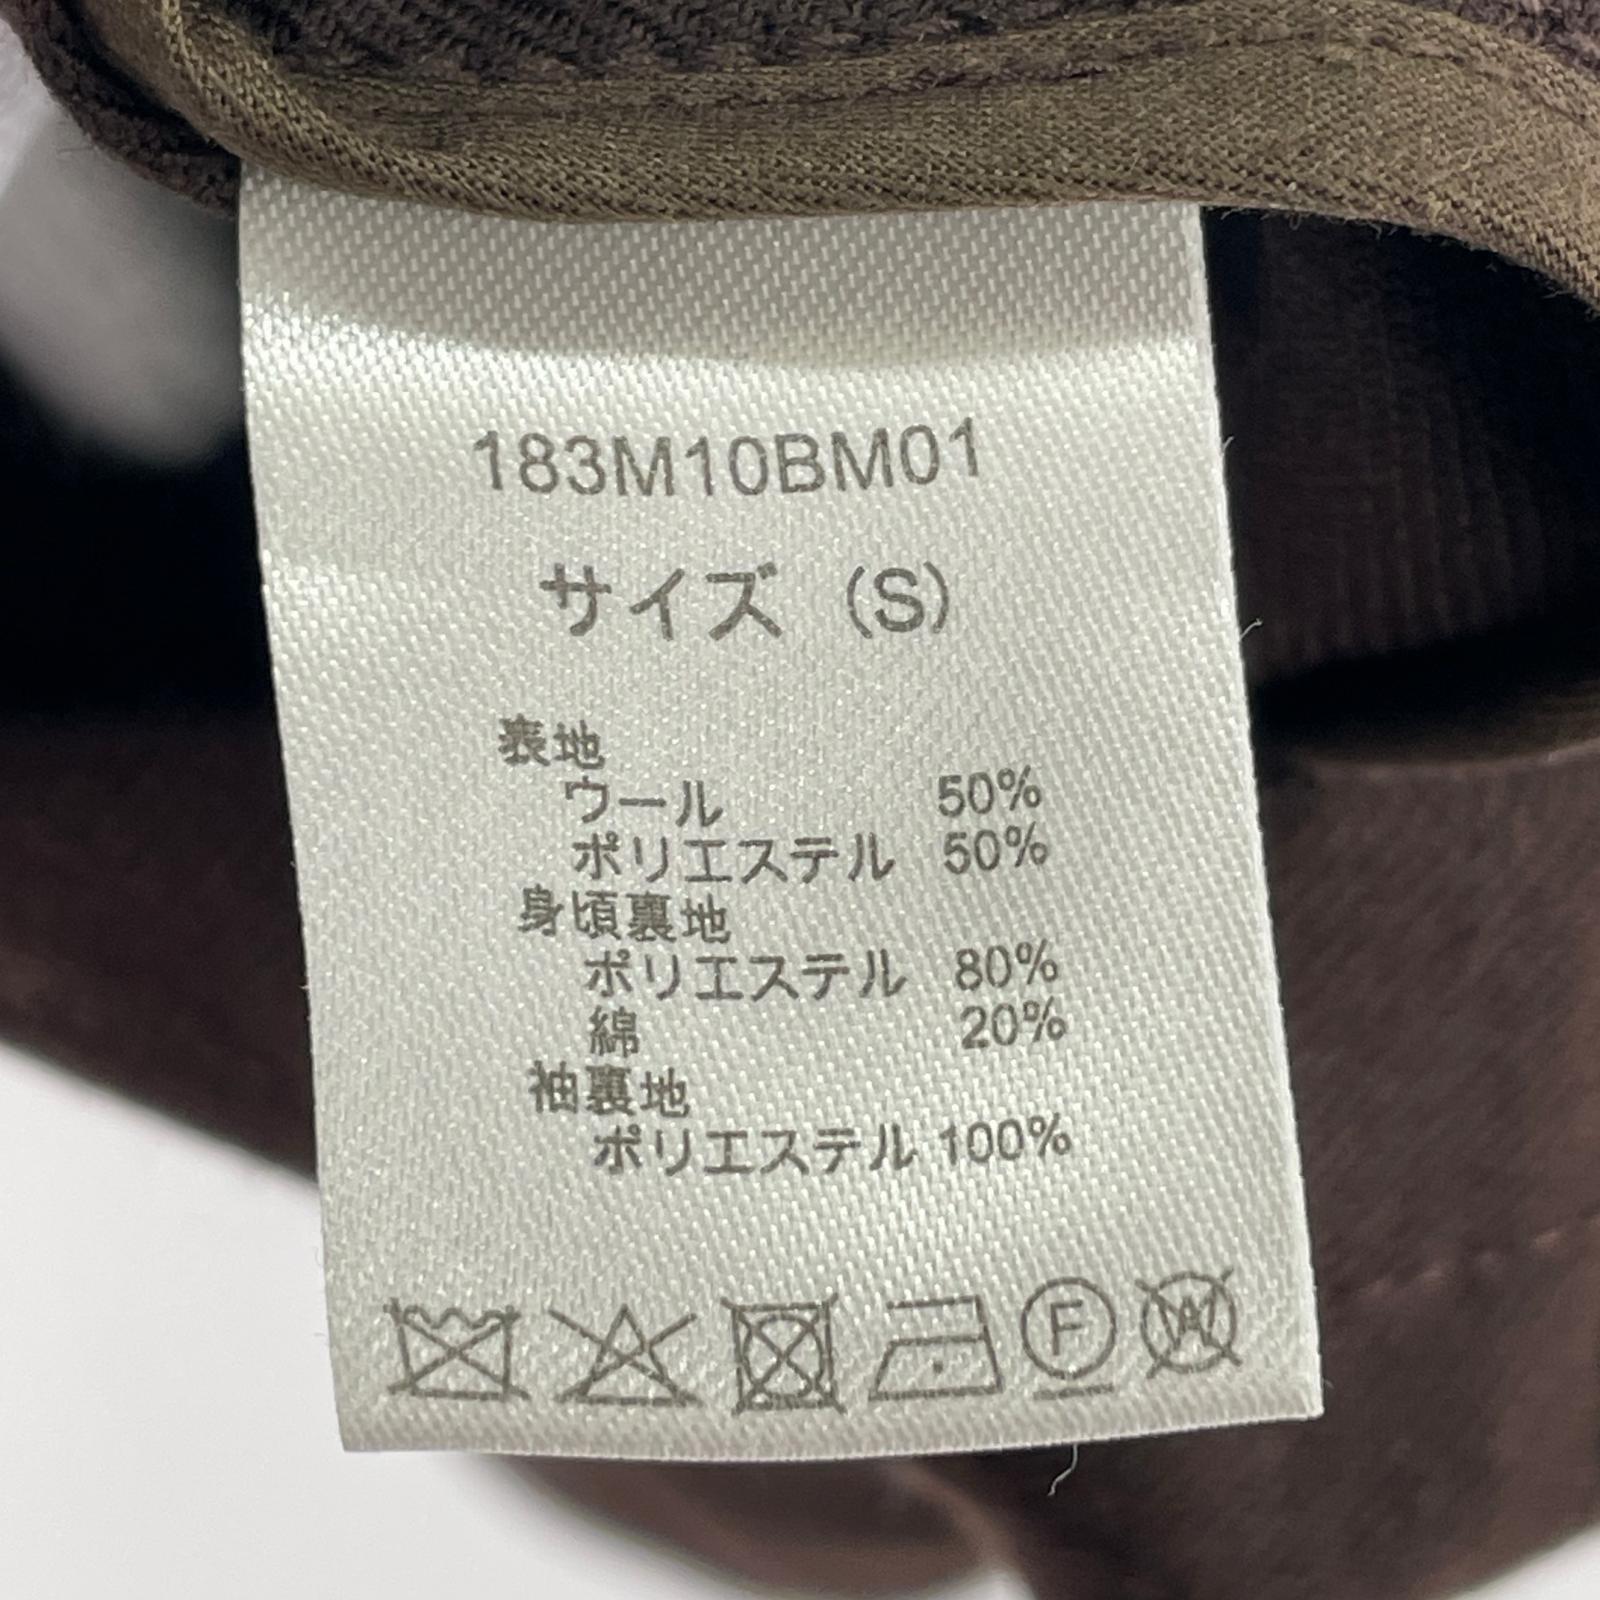 183M10BM01
サイズ (S)
表地
ウール 50%
ポリエステル 50%
身頃裏地
ポリエステル 80%
綿 20%
袖裏地
ポリエステル 100%
F W